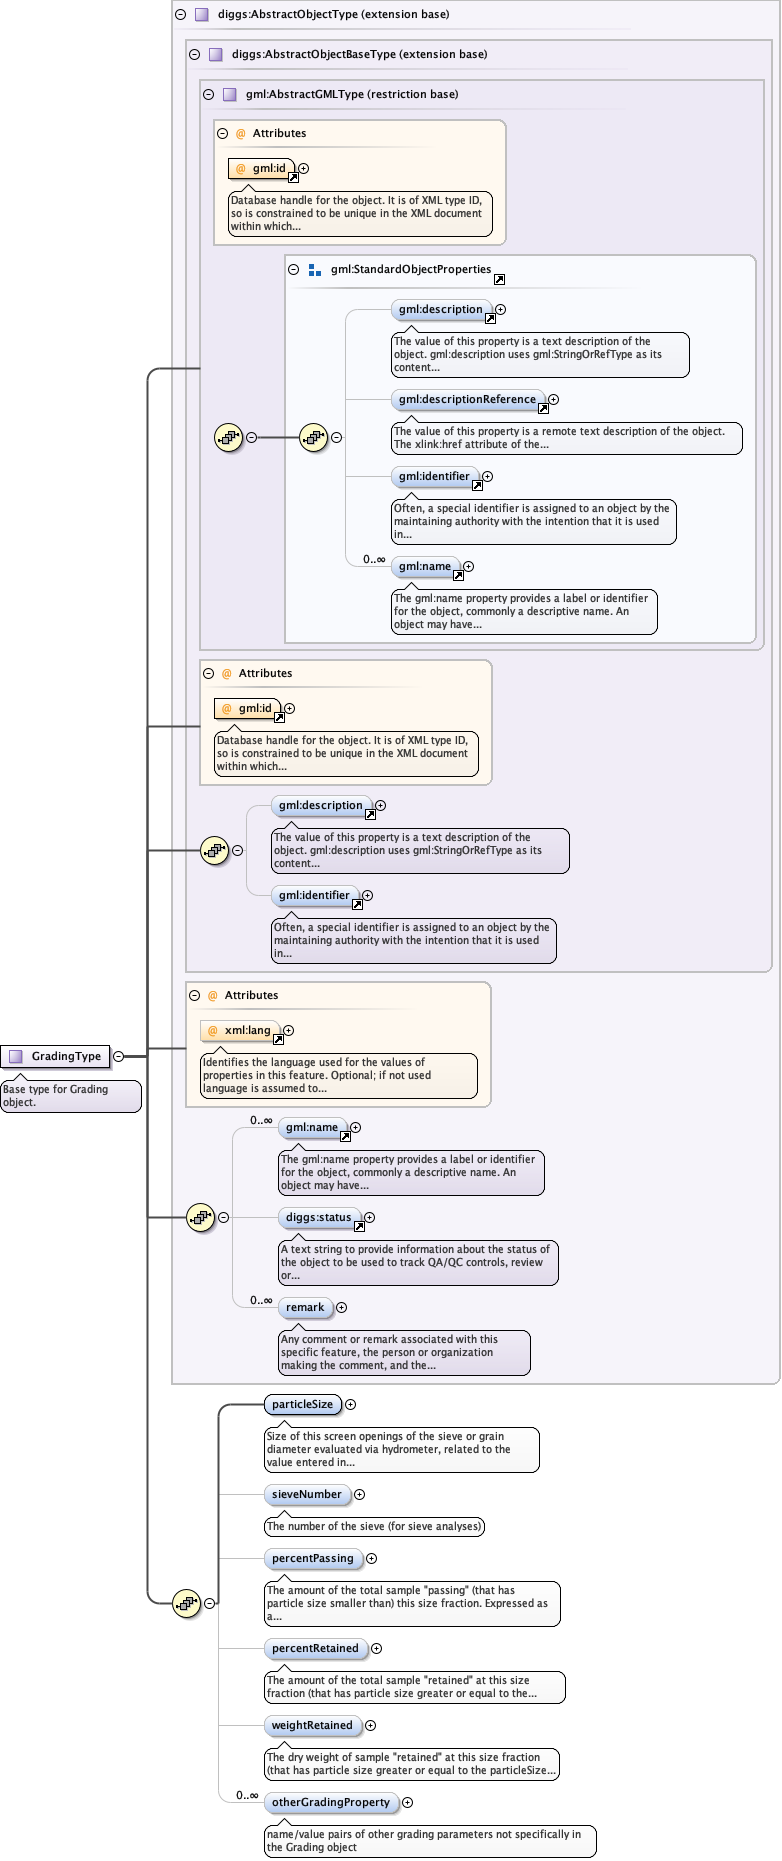 diggs:AbstractObjectType (extension base)
diggs:AbstractObjectBaseType (extension base)
gml:AbstractGMLType (restriction base)
@ Attributes
@ gml:id
Database handle for the object. It is of XML type ID,
so is constrained to be unique in the XML document
within which...
gml:StandardObjectProperties
gml:description
The value of this property is a text description of the
object. gml:description uses gml:StringOrRefType as its
content...
gml:descriptionReference
The value of this property is a remote text description of the object.
The xlink:href attribute of the...
gml:identifier
Often, a special identifier is assigned to an object by the
maintaining authority with the intention that it is used
in...
0..∞
gml:name
The gml:name property provides a label or identifier
for the object, commonly a descriptive name. An
object may have...
@ Attributes
@ gml:id
Database handle for the object. It is of XML type ID,
so is constrained to be unique in the XML document
within which...
gml:description
The value of this property is a text description of the
object. gml:description uses gml:StringOrRefType as its
content...
gml:identifier
Often, a special identifier is assigned to an object by the
maintaining authority with the intention that it is used
in...
@ Attributes
@ xml:lang
Identifies the language used for the values of
properties in this feature. Optional; if not used
language is assumed to...
GradingType
Base type for Grading
object.
0..∞
gml:name
The gml:name property provides a label or identifier
for the object, commonly a descriptive name. An
object may have...
diggs:status
A text string to provide information about the status of
the object to be used to track QA/QC controls, review
or...
0..∞
remark
Any comment or remark associated with this
specific feature, the person or organization
making the comment, and the...
particleSize
Size of this screen openings of the sieve or grain
diameter evaluated via hydrometer, related to the
value entered in...
sieveNumber
The number of the sieve (for sieve analyses)
percentPassing
The amount of the total sample "passing" (that has
particle size smaller than) this size fraction. Expressed as
a...
percentRetained
The amount of the total sample "retained" at this size
fraction (that has particle size greater or equal to the...
weightRetained
The dry weight of sample "retained" at this size fraction
(that has particle size greater or equal to the particleSize...
0..∞
otherGradingProperty
name/value pairs of other grading parameters not specifically in
the Grading object